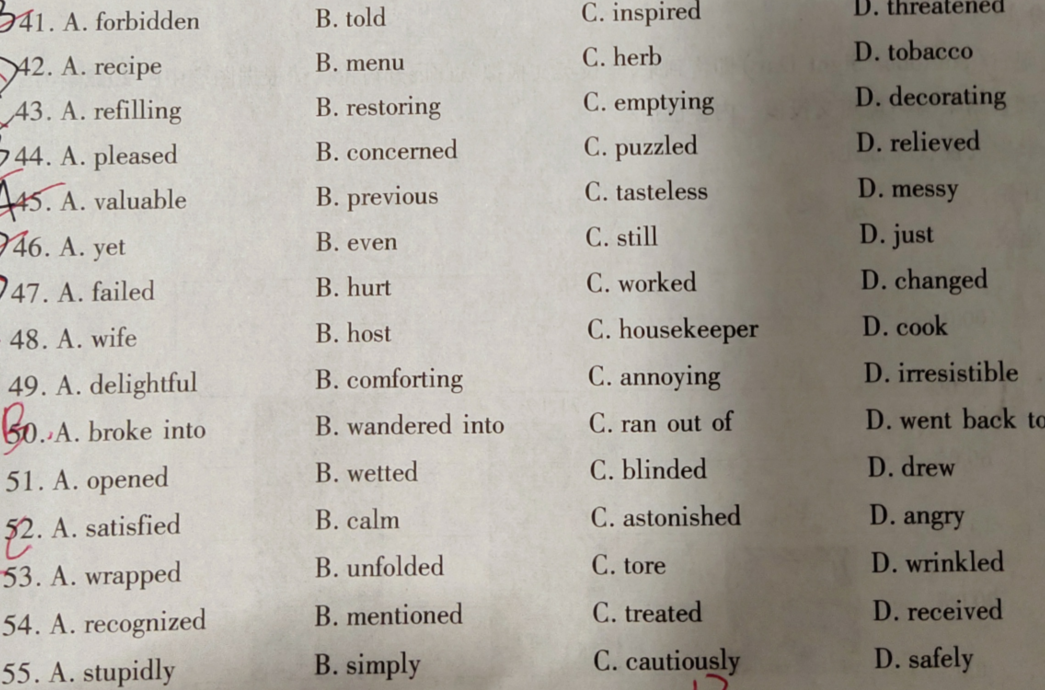 41. A. forbidden B. told C. inspired D. threatened
42. A. recipe B. menu C. herb D. tobacco
43. A. refilling B. restoring C. emptying D. decorating
44. A. pleased B. concerned C. puzzled D. relieved
45. A. valuable B. previous C. tasteless D. messy
46. A. yet B. even C. still D. just
47. A. failed B. hurt C. worked D. changed
48. A. wife B. host C. housekeeper D. cook
49. A. delightful B. comforting C. annoying D. irresistible
50. A. broke into B. wandered into C. ran out of D. went back to
51. A. opened B. wetted C. blinded D. drew
52. A. satisfied B. calm C. astonished D. angry
53. A. wrapped B. unfolded C. tore D. wrinkled
54. A. recognized B. mentioned C. treated D. received
55. A. stupidly B. simply C. cautiously D. safely